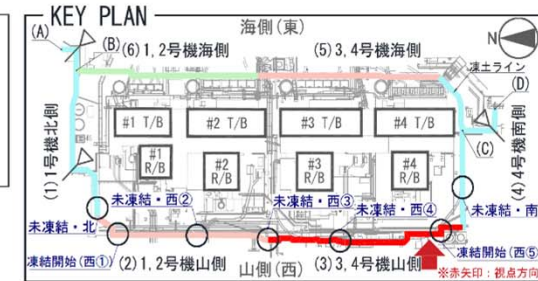 KEY PLAN
海側(東)
N
(A)
(B)
(6)1,2号機海側
(5)3,4号機海側
凍土ライン
(D)
#1 T/B
#2 T/B
#3 T/B
#4 T/B
(C)
(1)1号機北側
#1
R/B
#2
R/B
#3
R/B
#4
R/B
(4)4号機南側
未凍結・西②
未凍結・西③
未凍結・西④
未凍結・北
未凍結・南
凍結開始(西①)
(2)1,2号機山側
山側(西)
(3)3,4号機山側
凍結開始(西⑤)
※赤矢印:視点方向